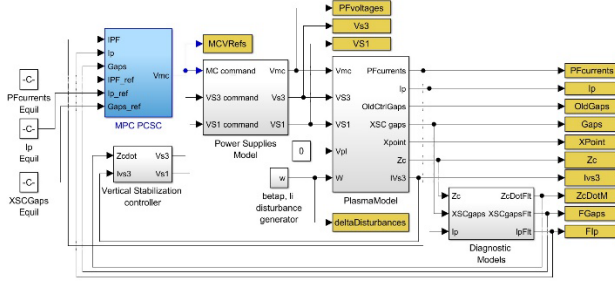 IPF
Ip
Gaps
IPF_ref
Ip_ref
Gaps_ref
Vmc
MPC PCSC
-C-
PFcurrents
Equil
-C-
Ip
Equil
-C-
XSCGaps
Equil
MCVRefs
MC command
VS3 command
VS1 command
Vmc
Vs3
VS1
Power Supplies
Model
Zcdot
Ivs3
Vs3
Vs1
Vertical Stabilization
controller
0
w
betap, li
disturbance
generator
PFvoltages
Vs3
VS1
Vmc
VS3
VS1
Vpl
W
PFcurrents
Ip
OldCtrlGaps
XSC gaps
Xpoint
Zc
IVs3
PlasmaModel
deltaDisturbances
Zc
XSCgaps
Ip
ZcDotFlt
XSCgapsFlt
IpFlt
Diagnostic
Models
PFcurrents
Ip
OldGaps
Gaps
XPoint
Zc
Ivs3
ZcDotM
FGaps
FIp